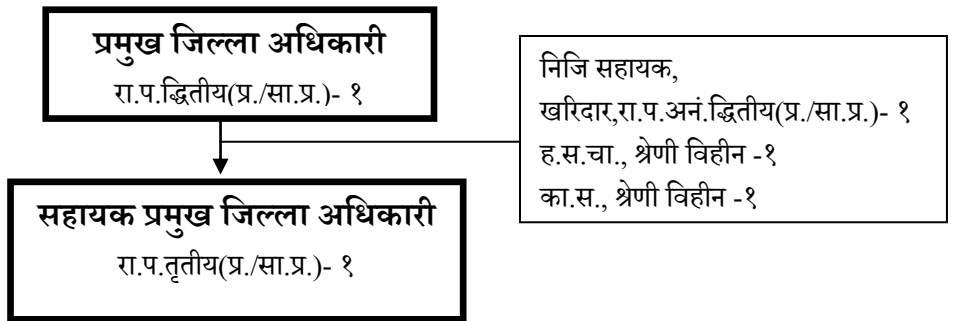 प्रमुख जिल्ला अधिकारी
रा.प.द्धितीय(प्र./सा.प्र.)- १
निजि सहायक,
खरिदार,रा.प.अनं.द्धितीय(प्र./सा.प्र.)- १
ह.स.चा., श्रेणी विहीन -१
का.स., श्रेणी विहीन -१
सहायक प्रमुख जिल्ला अधिकारी
रा.प.तृतीय(प्र./सा.प्र.)- १